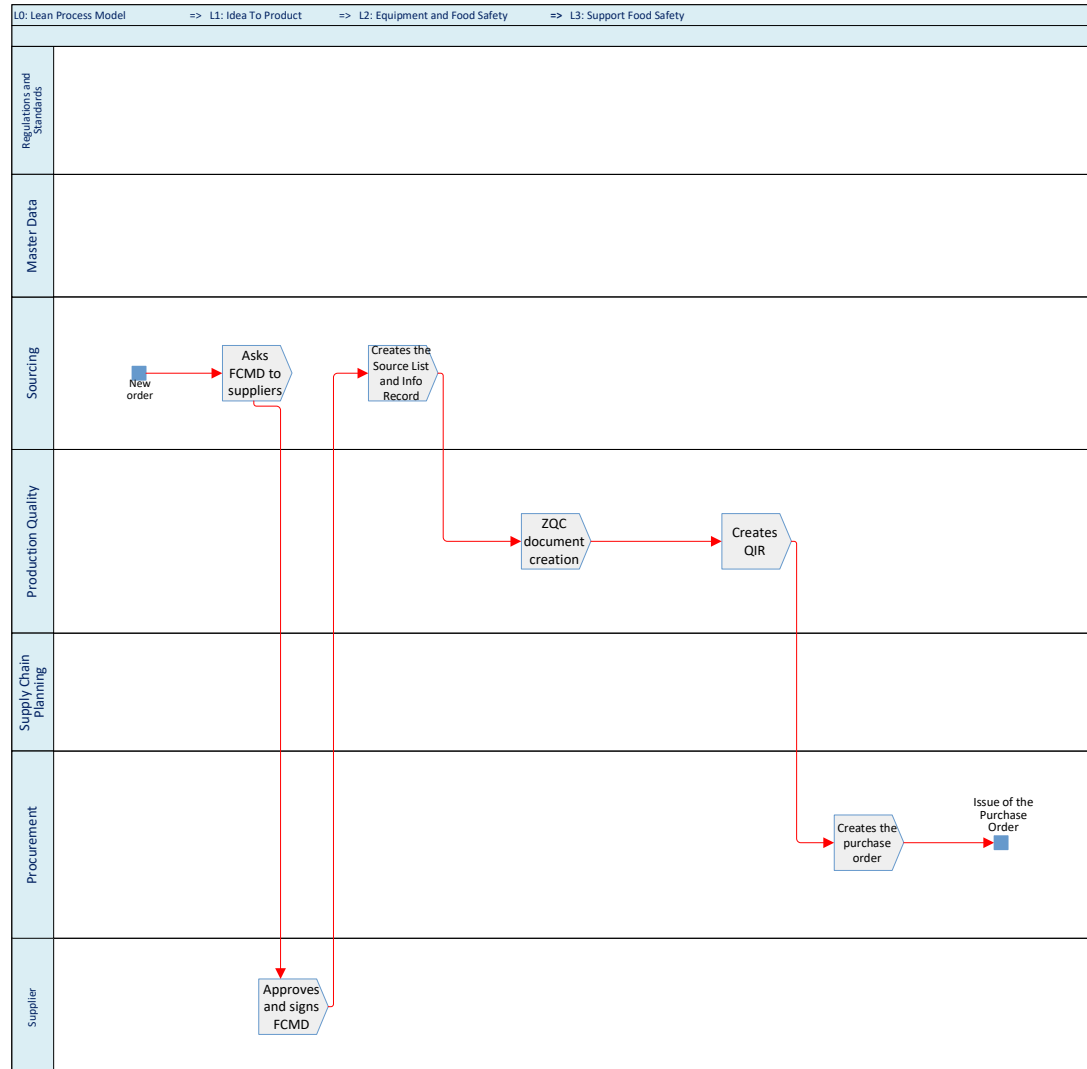 L0: Lean Process Model => L1: Idea To Product => L2: Equipment and Food Safety => L3: Support Food Safety
Regulations and
Standards
Master Data
Sourcing
New
order
Asks
FCMD to
suppliers
Creates the
Source List
and Info
Record
Production Quality
ZQC
document
creation
Creates
QIR
Supply Chain
Planning
Procurement
Creates the
purchase
order
Issue of the
Purchase
Order
Supplier
Approves
and signs
FCMD